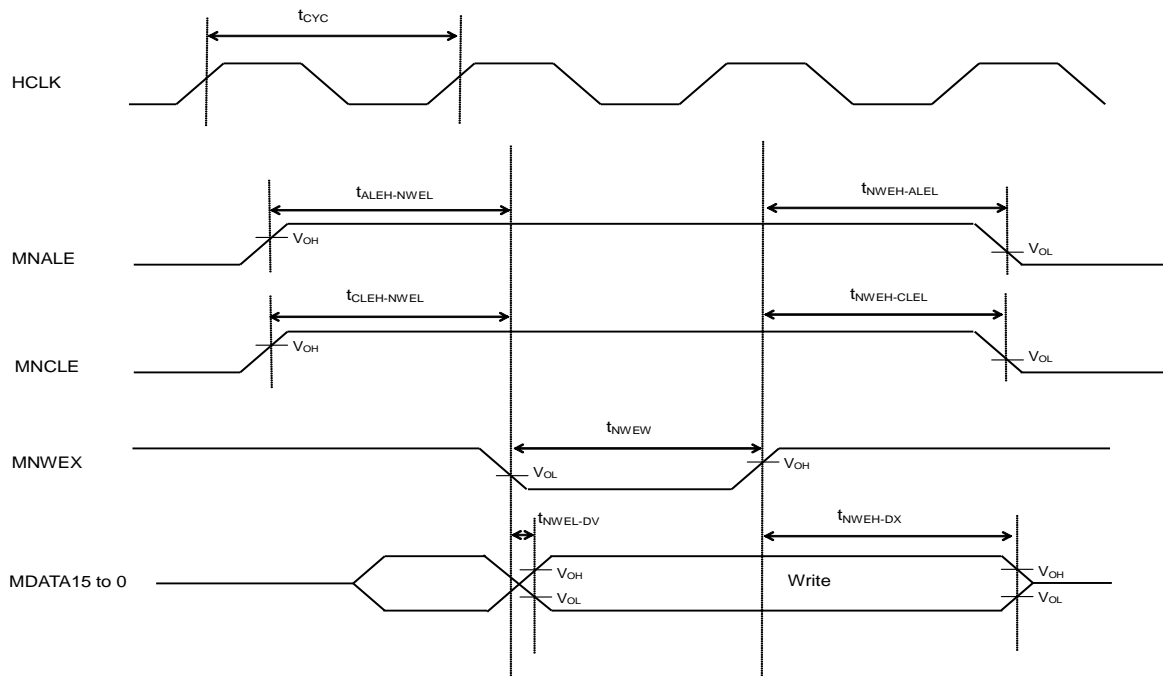 tCYC
HCLK
tALEH-NWEL
tNWEH-ALEL
VOH
VOL
MNALE
tCLEH-NWEL
tNWEH-CLEL
VOH
VOL
MNCLE
tNWEW
MNWEX
VOL
VOH
tNWEL-DV
tNWEH-DX
MDATA15 to 0
VOH
Write
VOH
VOL
VOL